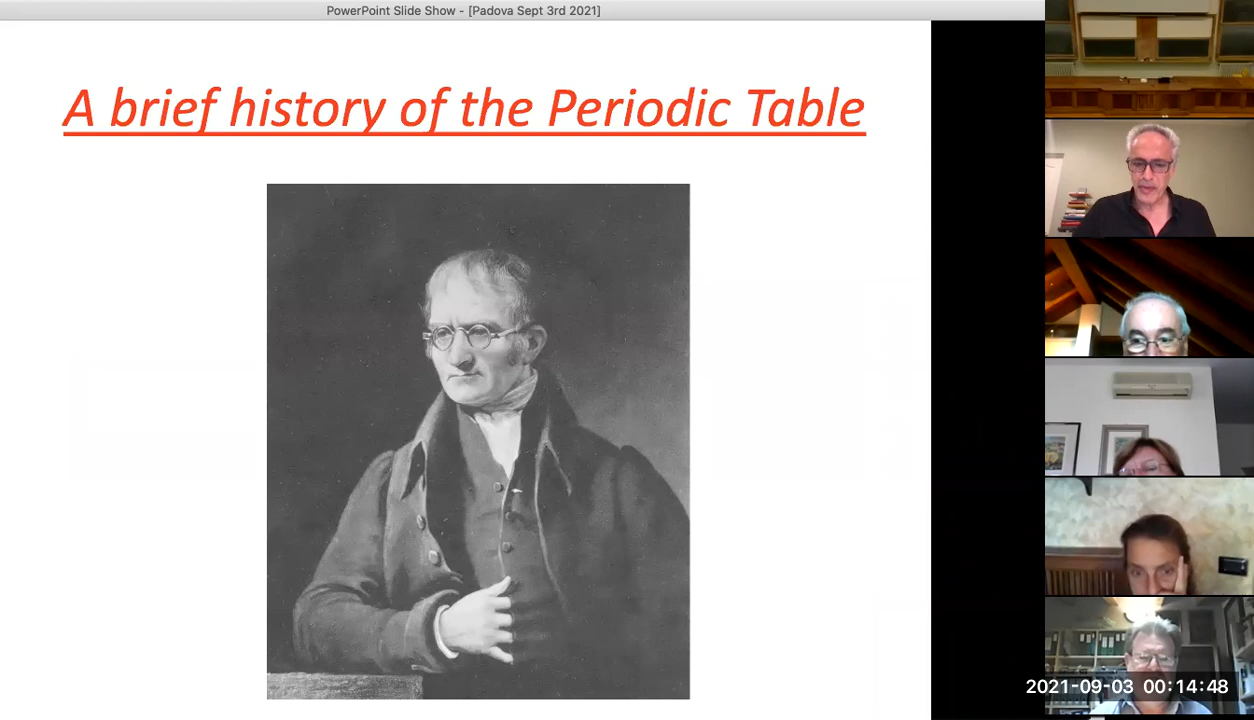 PowerPoint Slide Show - [Padova Sept 3rd 2021]
A brief history of the Periodic Table
2021-09-03 00:14:48